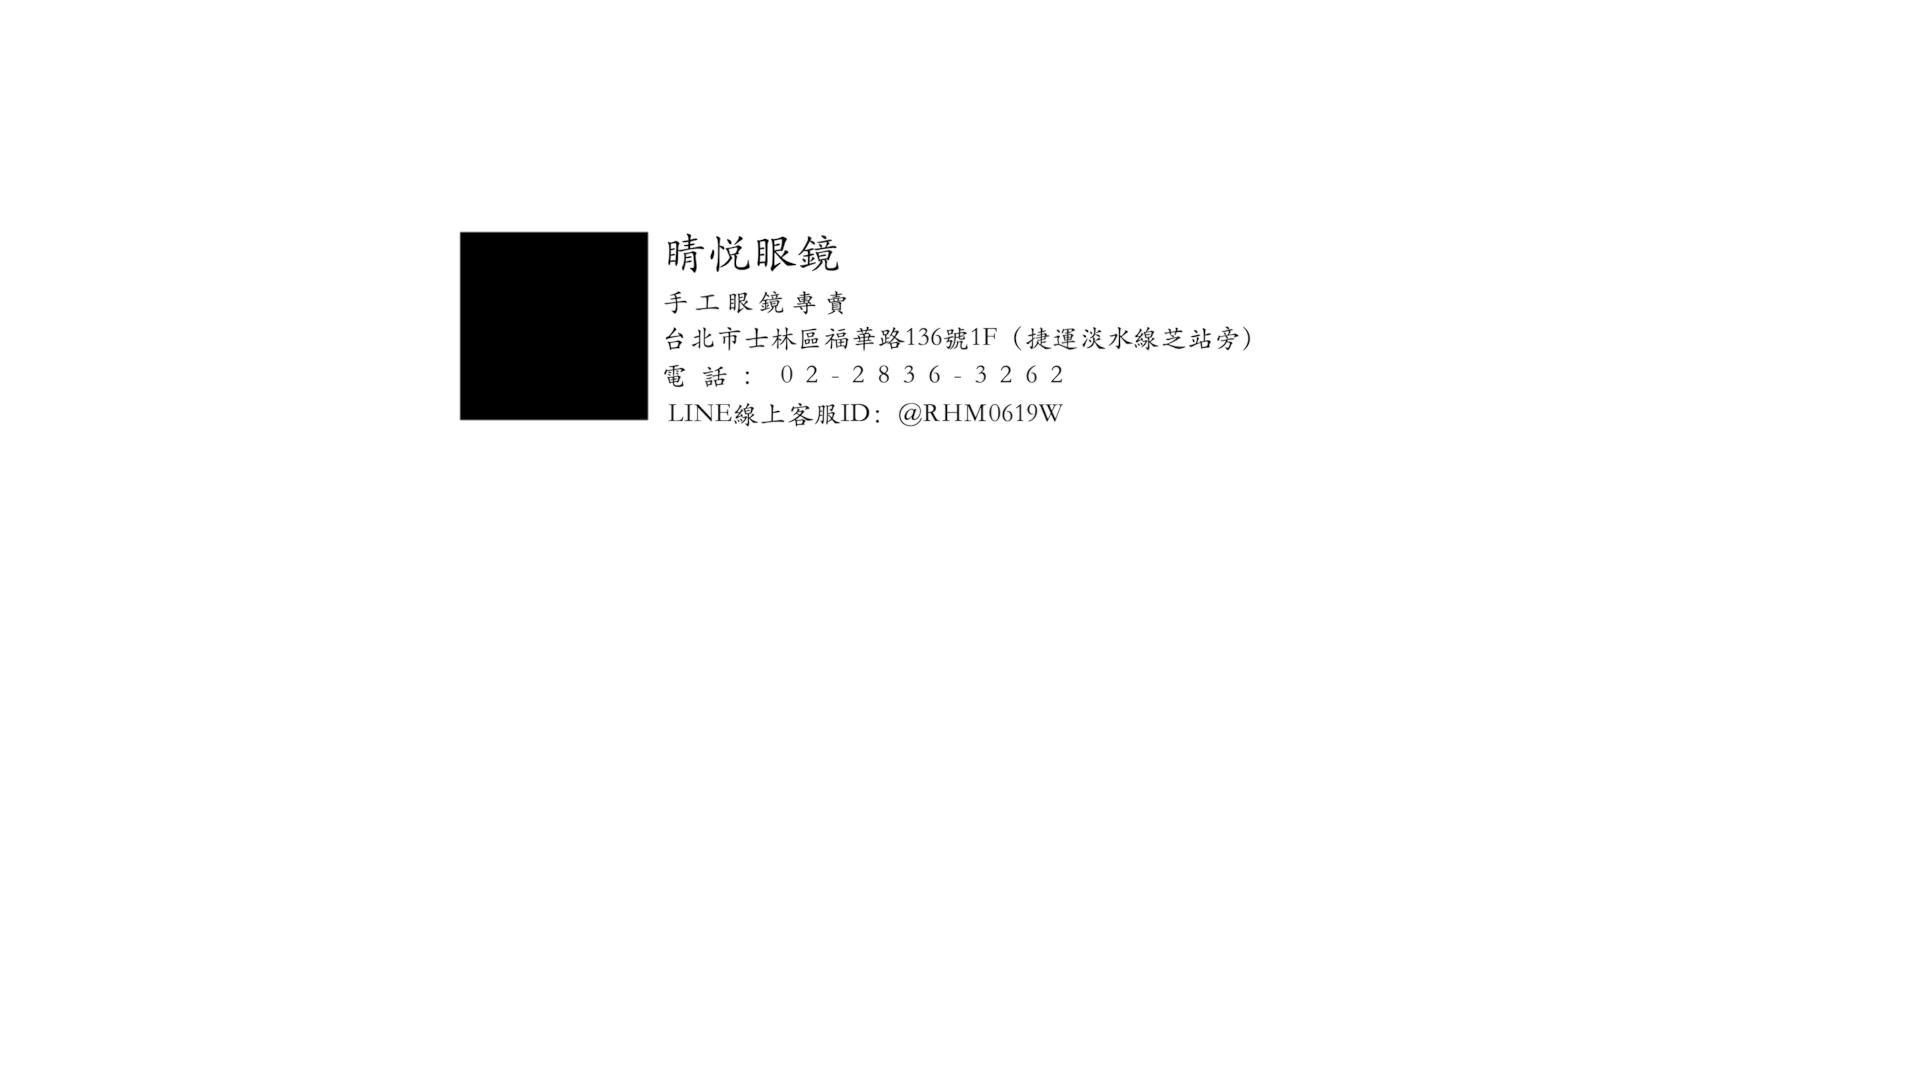 睛悦眼鏡
手工眼鏡專賣
台北市士林區福華路136號1F（捷運淡水線芝站旁）
電話：02-2836-3262
LINE線上客服ID：@RHM0619W